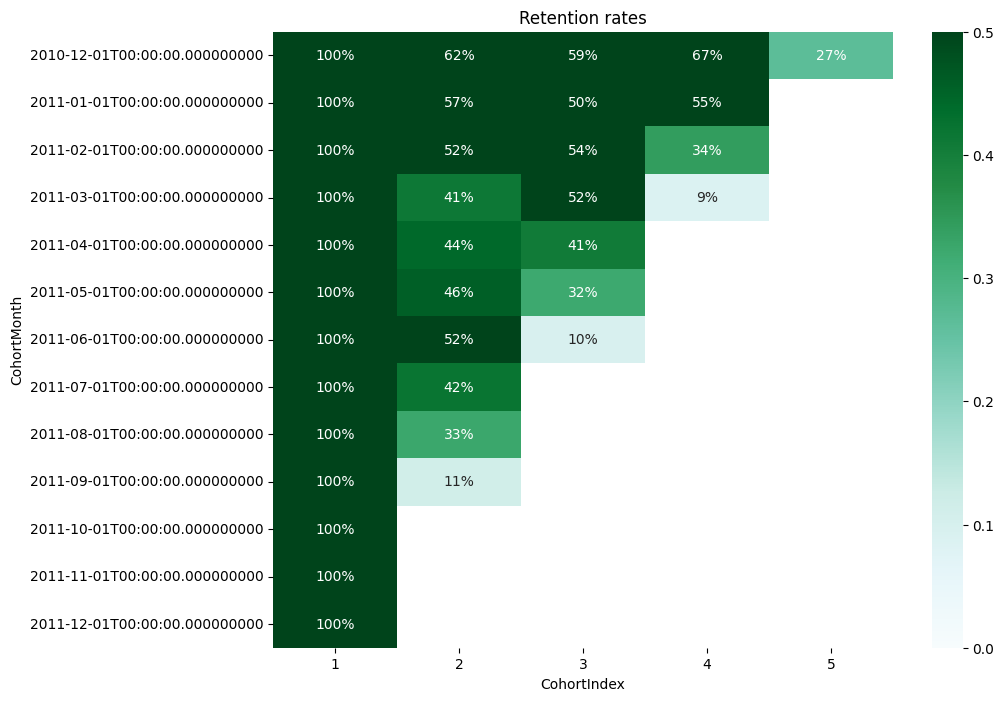 Retention rates
2010-12-01T00:00:00.000000000 100% 62% 59% 67% 27%
2011-01-01T00:00:00.000000000 100% 57% 50% 55%
2011-02-01T00:00:00.000000000 100% 52% 54% 34%
2011-03-01T00:00:00.000000000 100% 41% 52% 9%
2011-04-01T00:00:00.000000000 100% 44% 41%
2011-05-01T00:00:00.000000000 100% 46% 32%
2011-06-01T00:00:00.000000000 100% 52% 10%
2011-07-01T00:00:00.000000000 100% 42%
2011-08-01T00:00:00.000000000 100% 33%
2011-09-01T00:00:00.000000000 100% 11%
2011-10-01T00:00:00.000000000 100%
2011-11-01T00:00:00.000000000 100%
2011-12-01T00:00:00.000000000 100%
CohortMonth
1 2 3 4 5
CohortIndex
0.5
0.4
0.3
0.2
0.1
0.0